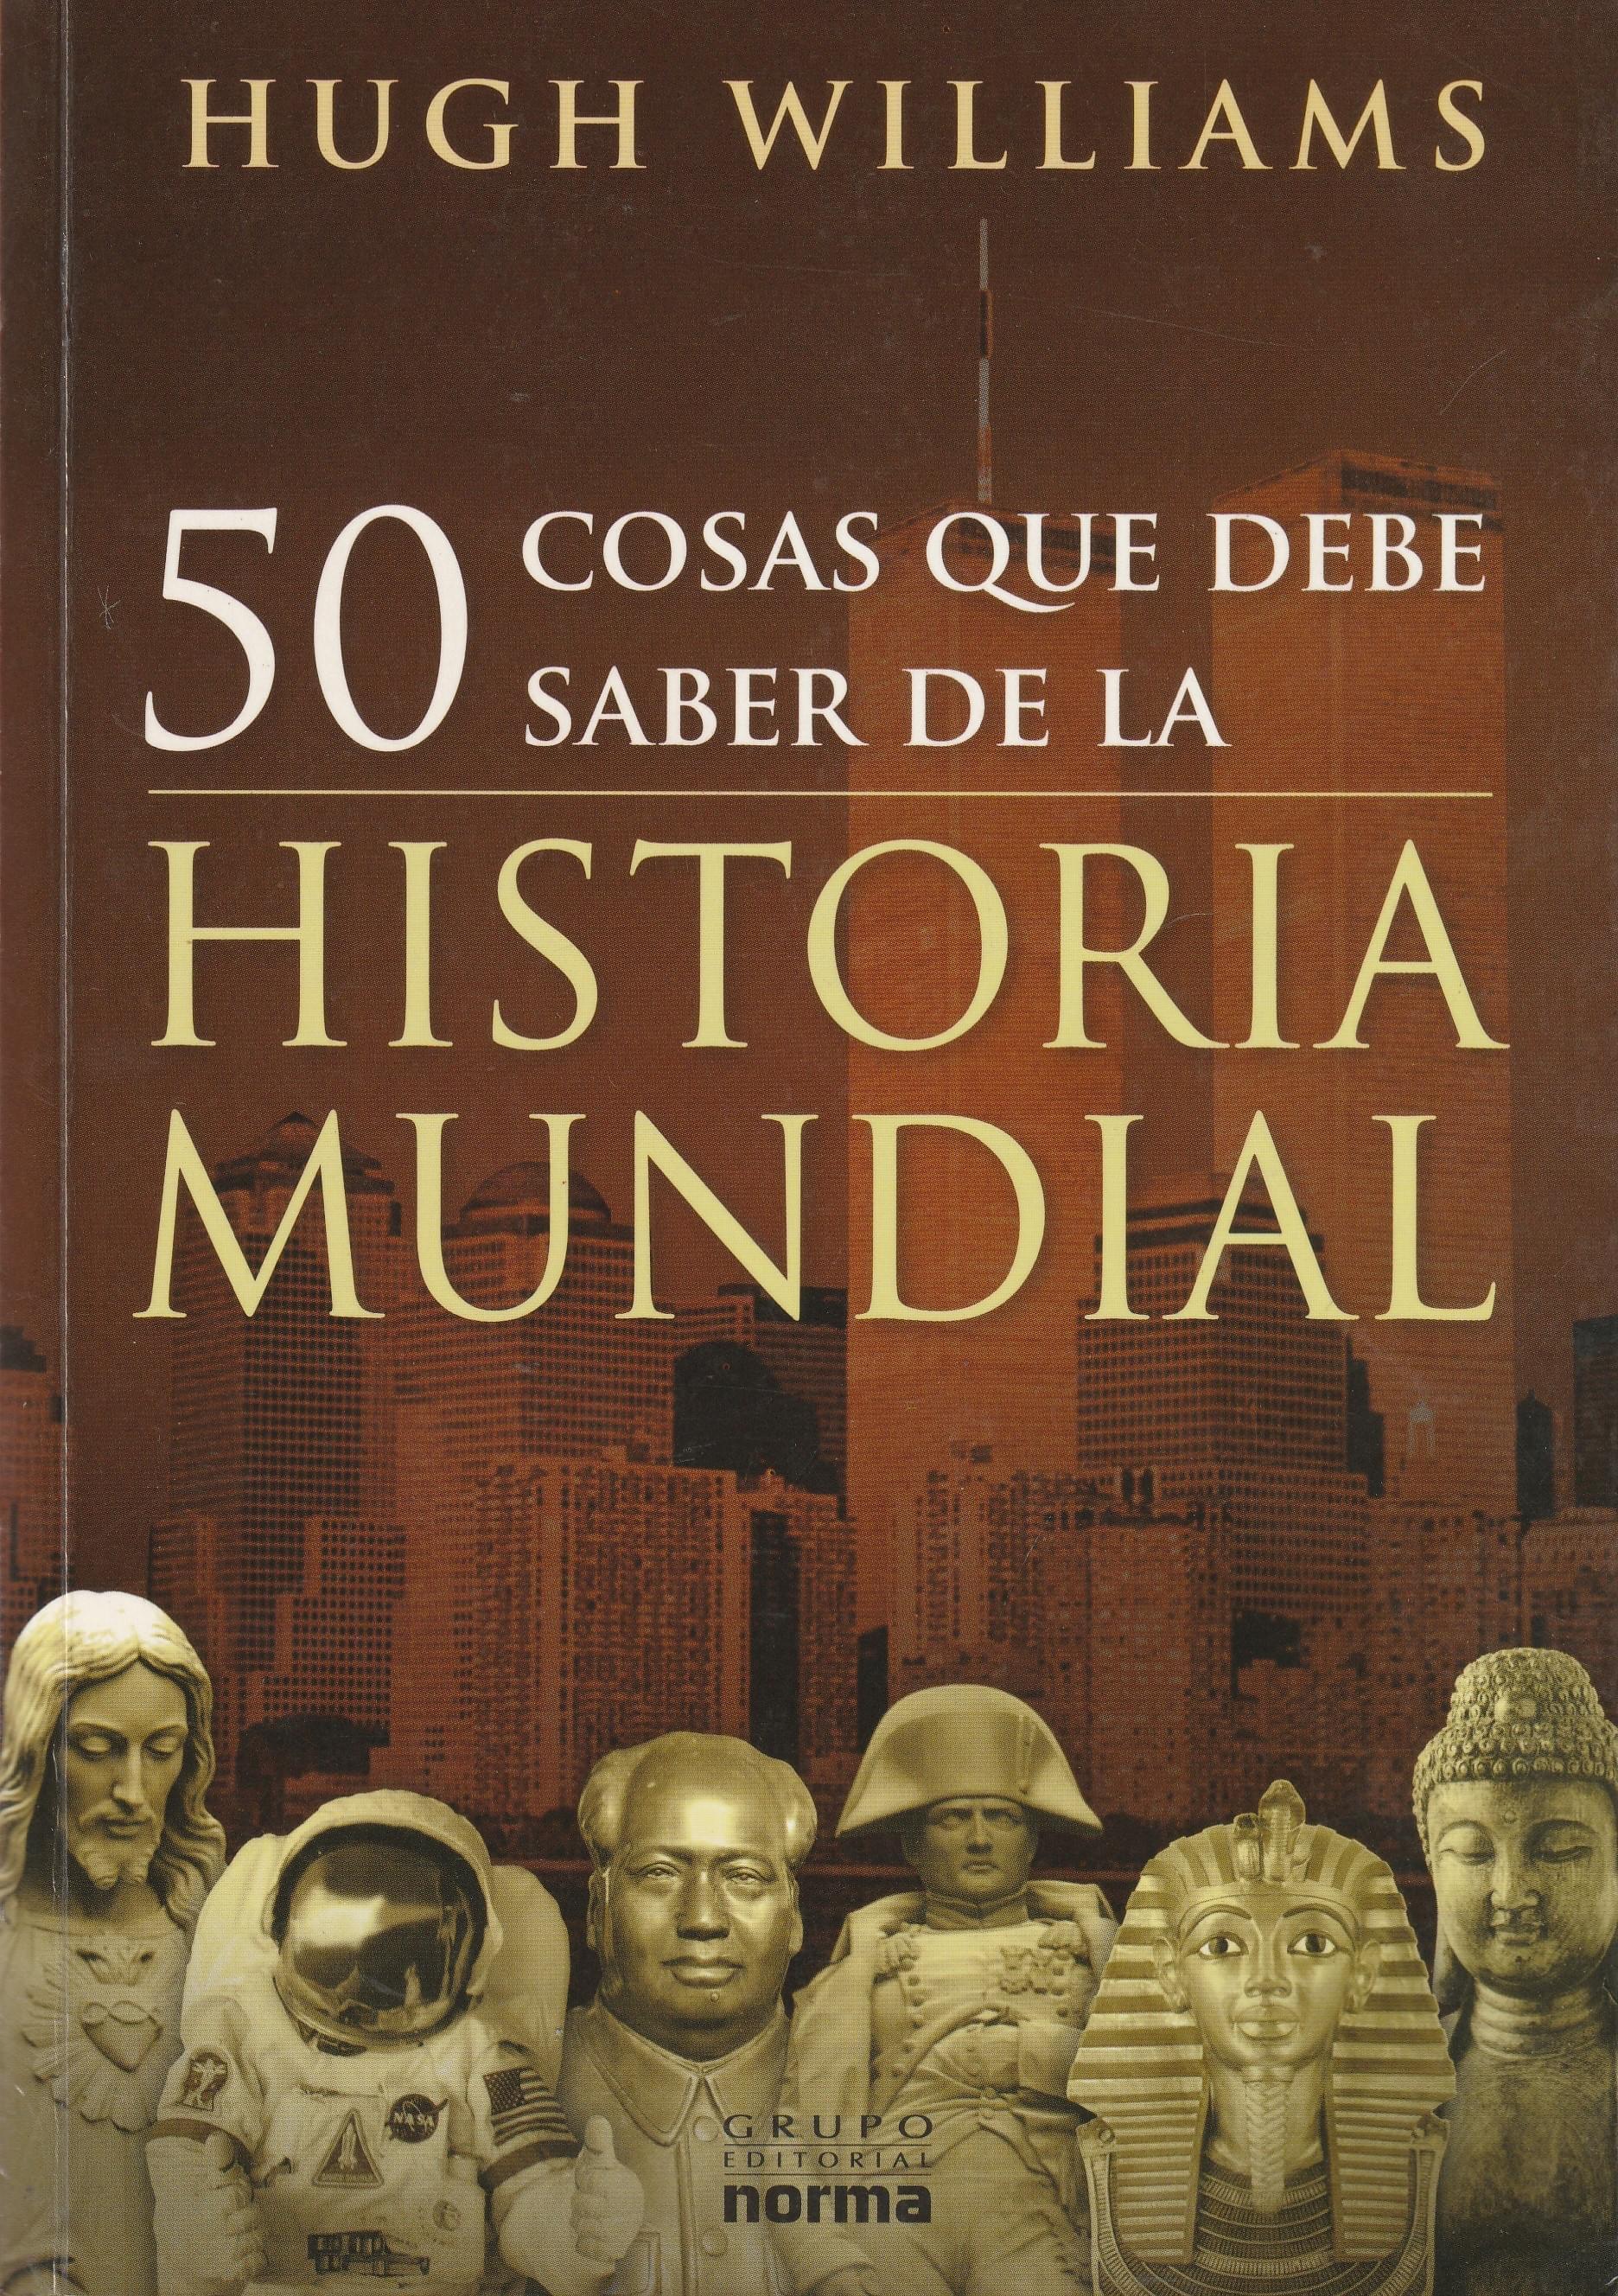 HUGH WILLIAMS
50 COSAS QUE DEBE
SABER DE LA
HISTORIA
MUNDIAL
NASA
GRUPO
EDITORIAL
norma